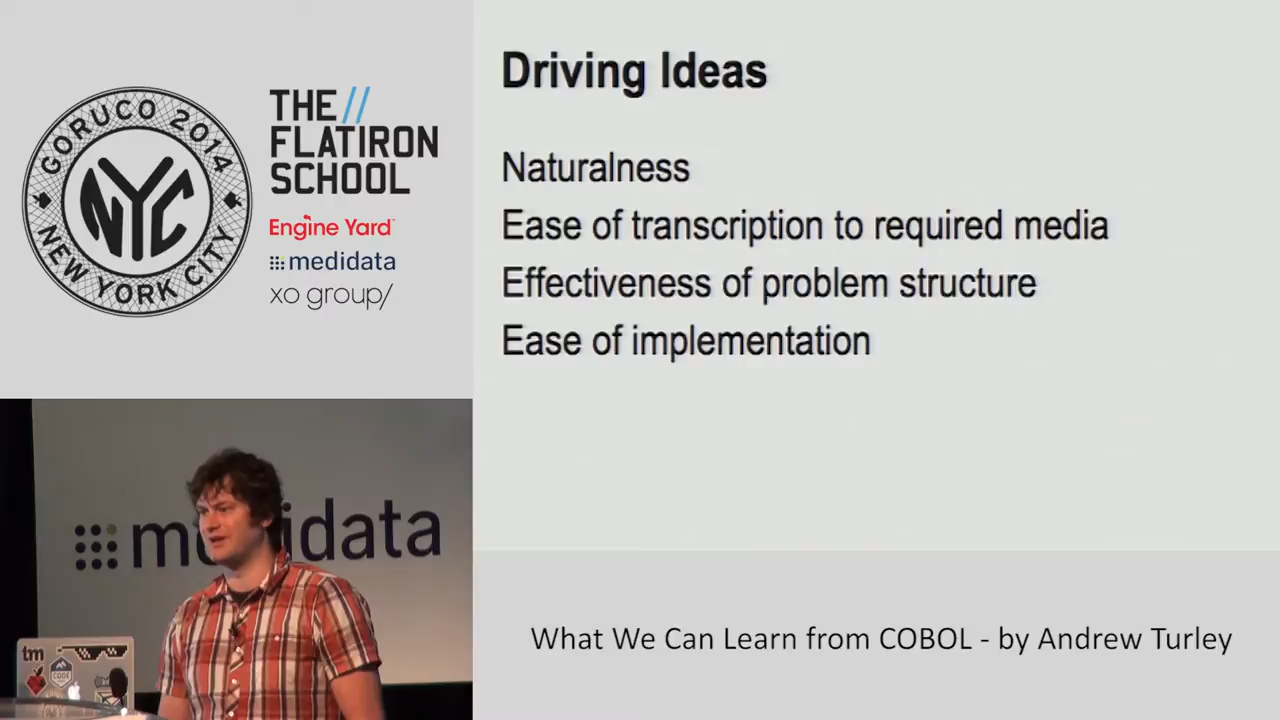 GORUCO 2014
NYC
NEW YORK CITY
THE//
FLATIRON
SCHOOL
Engine Yard
medidata
xo group/
Driving Ideas
Naturalness
Ease of transcription to required media
Effectiveness of problem structure
Ease of implementation
tm
CODE
What We Can Learn from COBOL - by Andrew Turley